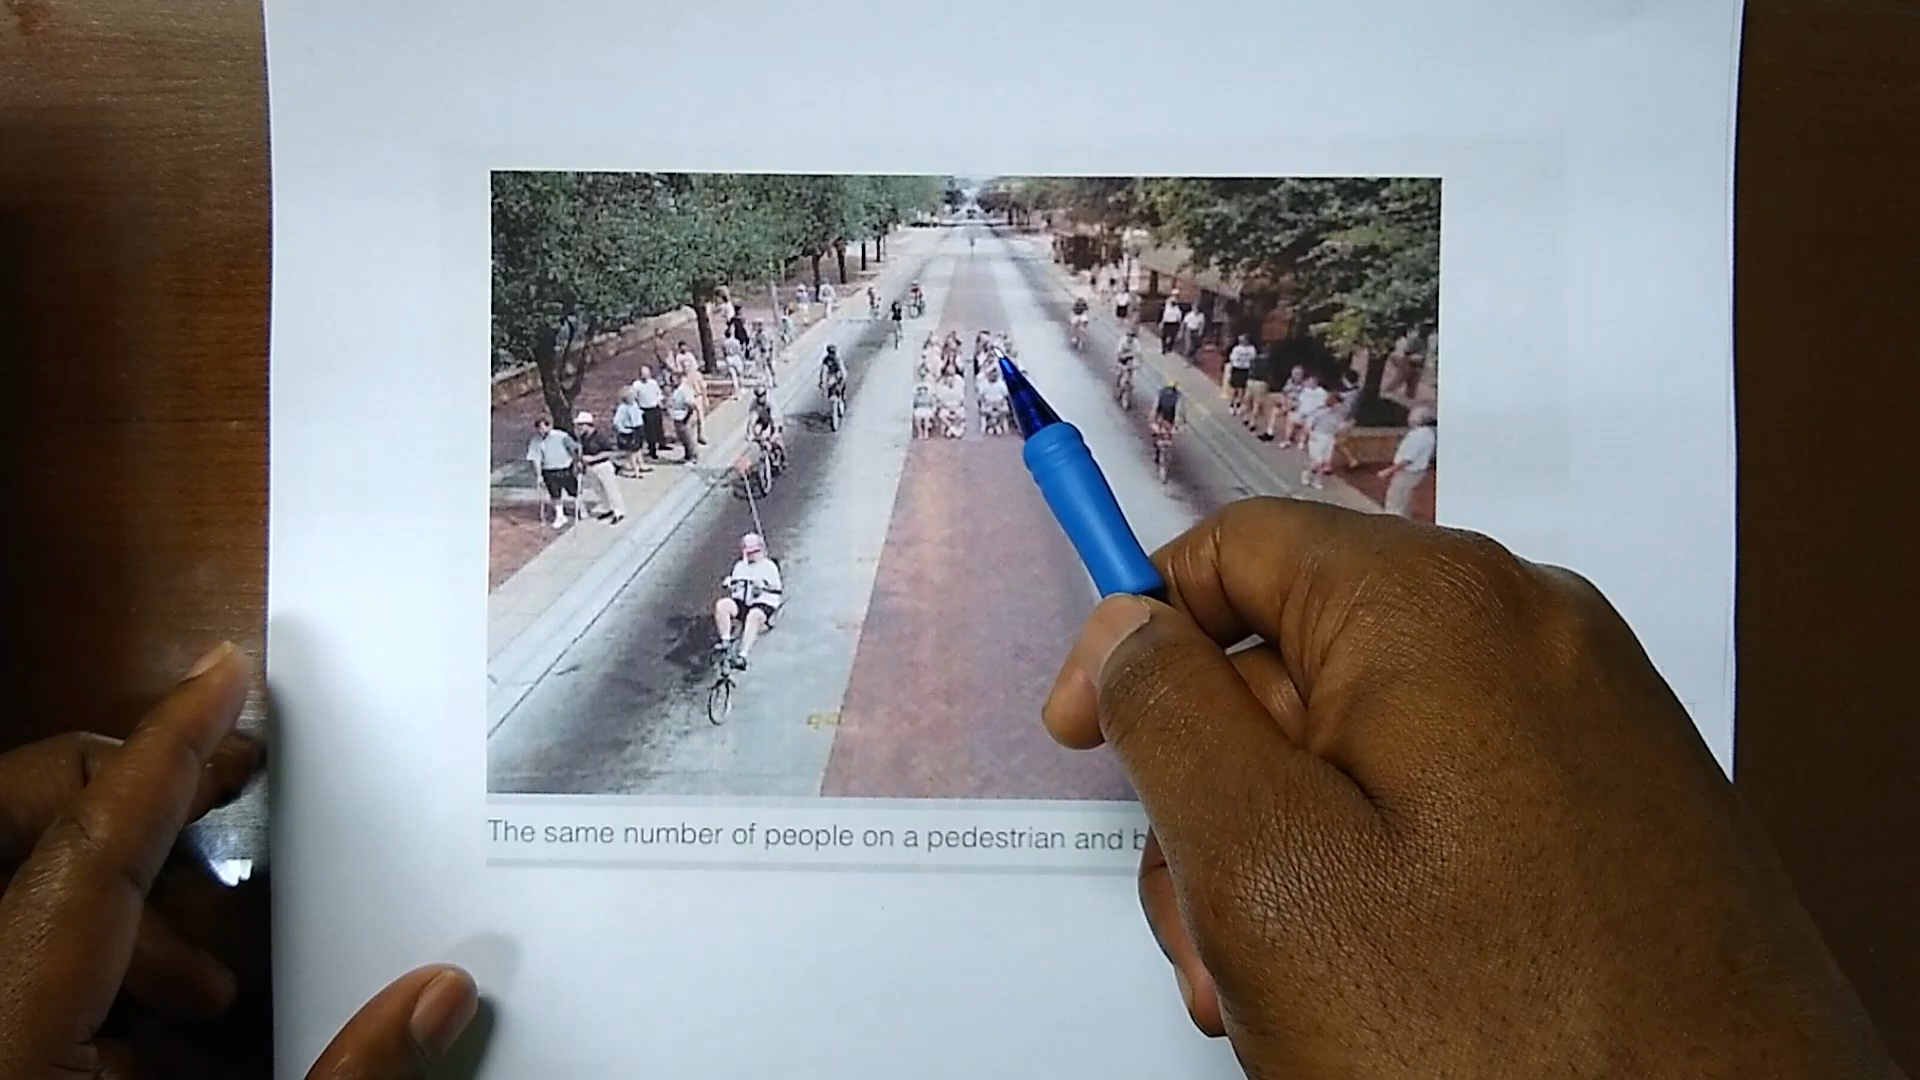 The same number of people on a pedestrian and